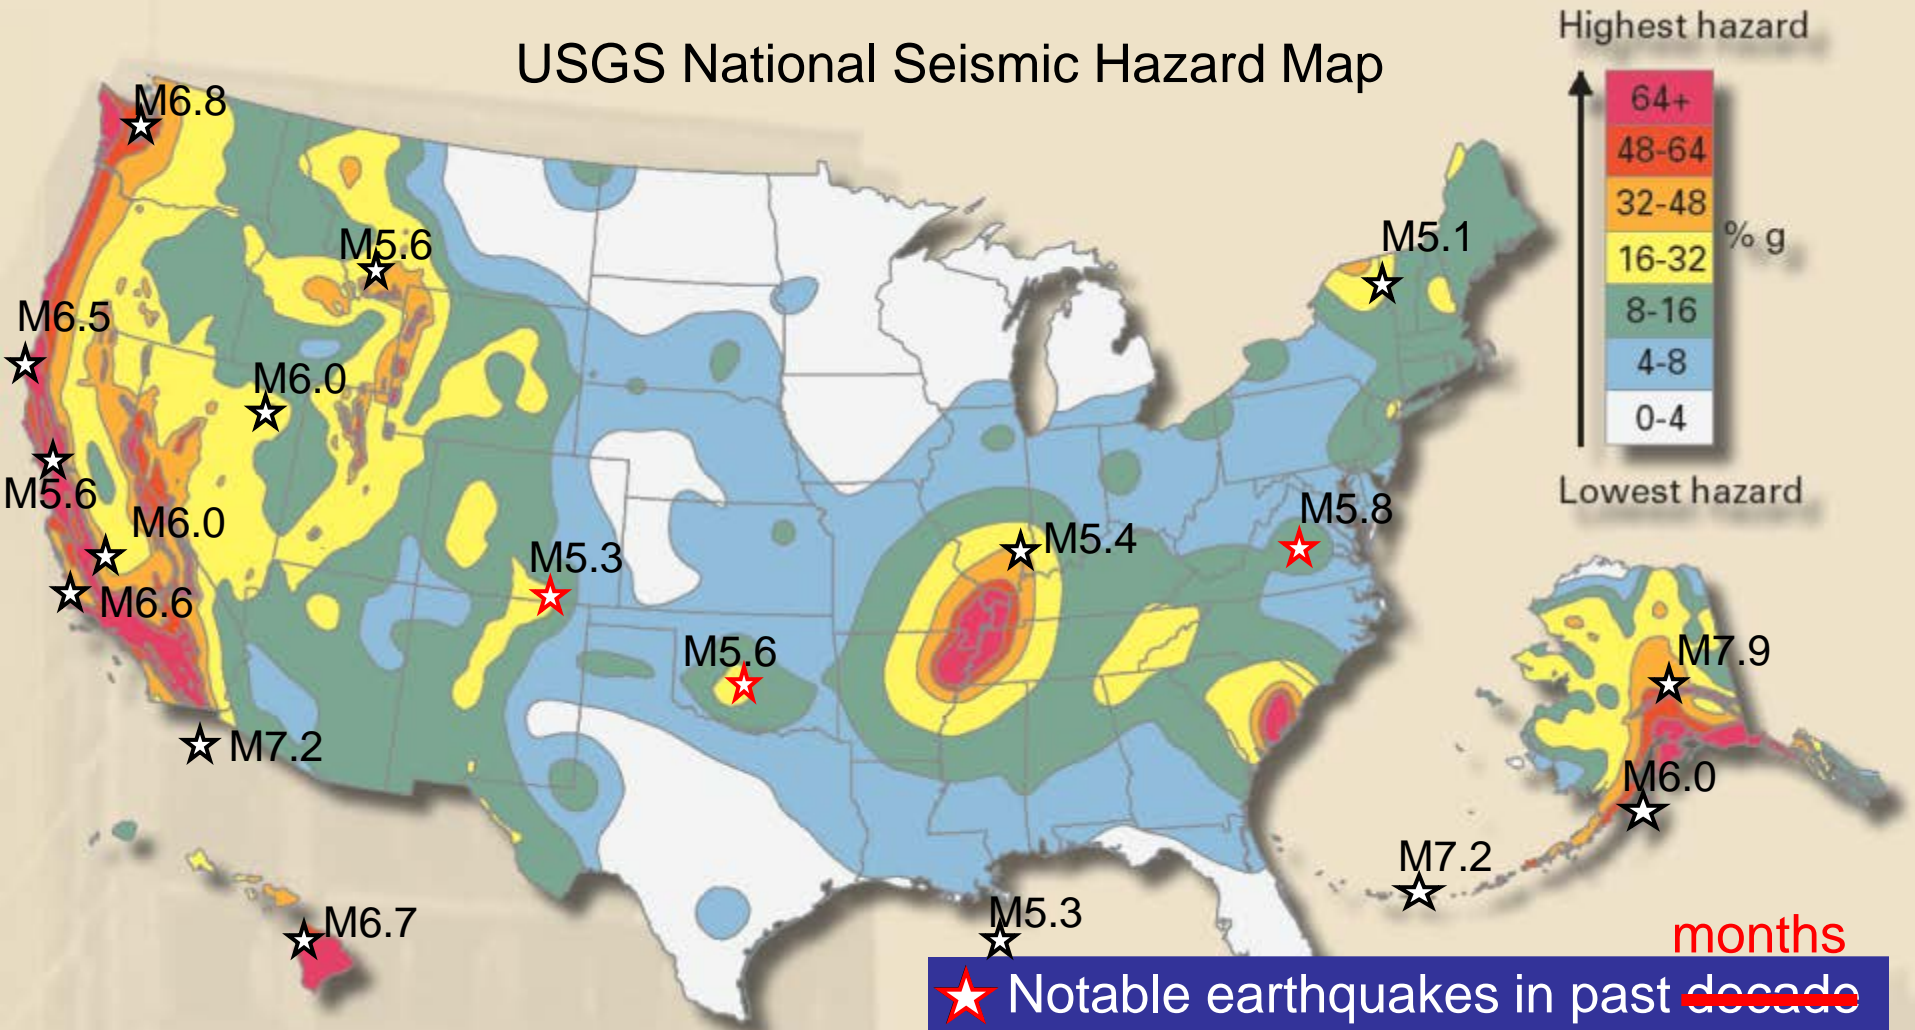 Highest hazard
USGS National Seismic Hazard Map
64+
48-64
32-48
% g
16-32
8-16
4-8
0-4
Lowest hazard
M6.8
M5.6
M5.1
M6.5
M6.0
M5.6
M6.0
M5.3
M5.4
M5.8
M6.6
M5.6
M7.9
M7.2
M6.0
M7.2
M6.7
M5.3
months
Notable earthquakes in past decade